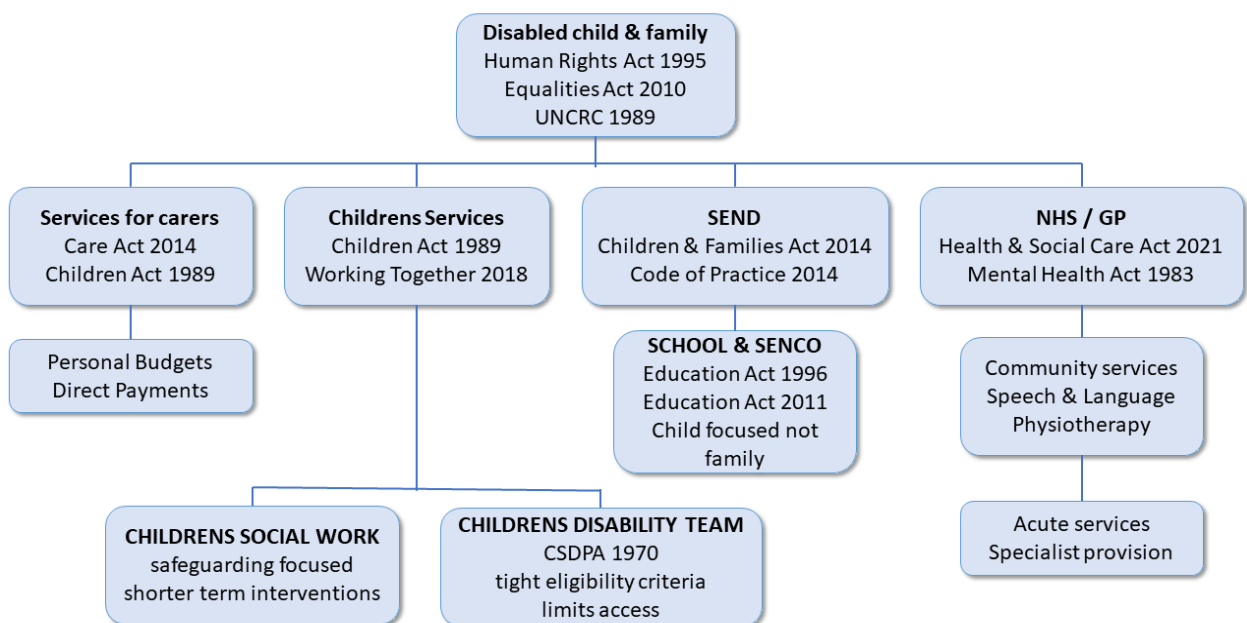 Disabled child & family
Human Rights Act 1995
Equalities Act 2010
UNCRC 1989
Services for carers
Care Act 2014
Children Act 1989
Childrens Services
Children Act 1989
Working Together 2018
SEND
Children & Families Act 2014
Code of Practice 2014
NHS / GP
Health & Social Care Act 2021
Mental Health Act 1983
Personal Budgets
Direct Payments
SCHOOL & SENCO
Education Act 1996
Education Act 2011
Child focused not
family
Community services
Speech & Language
Physiotherapy
CHILDRENS SOCIAL WORK
safeguarding focused
shorter term interventions
CHILDRENS DISABILITY TEAM
CSDPA 1970
tight eligibility criteria
limits access
Acute services
Specialist provision